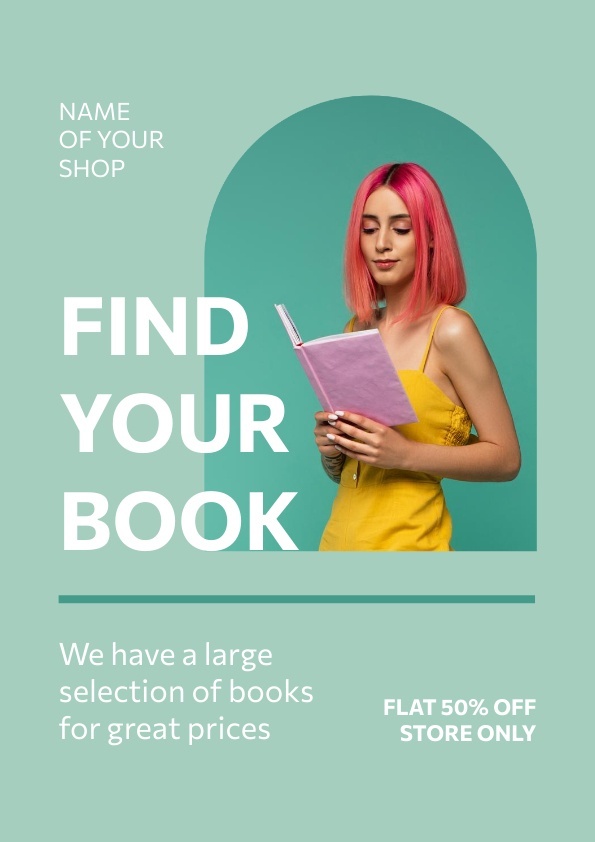 NAME
OF YOUR
SHOP
FIND
YOUR
BOOK
We have a large
selection of books
for great prices
FLAT 50% OFF
STORE ONLY